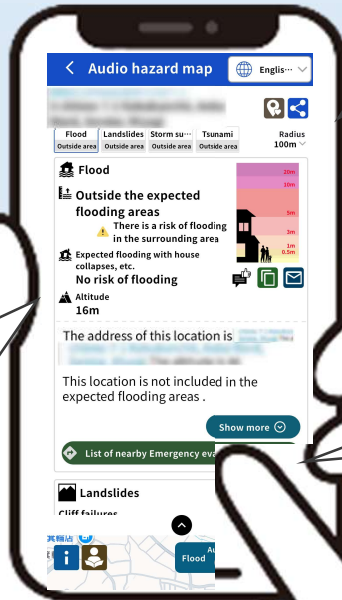 Audio hazard map
Englis…
Flood
Outside area
Landslides
Outside area
Storm su…
Outside area
Tsunami
Outside area
Radius
100m
Flood
Outside the expected
flooding areas
There is a risk of flooding
in the surrounding area
Expected flooding with house
collapses, etc.
No risk of flooding
Altitude
16m
20m
10m
5m
3m
1m
0.5m
The address of this location is
This location is not included in the
expected flooding areas .
Show more
List of nearby Emergency eva
Landslides
Cliff failures
箕輪店
Flood